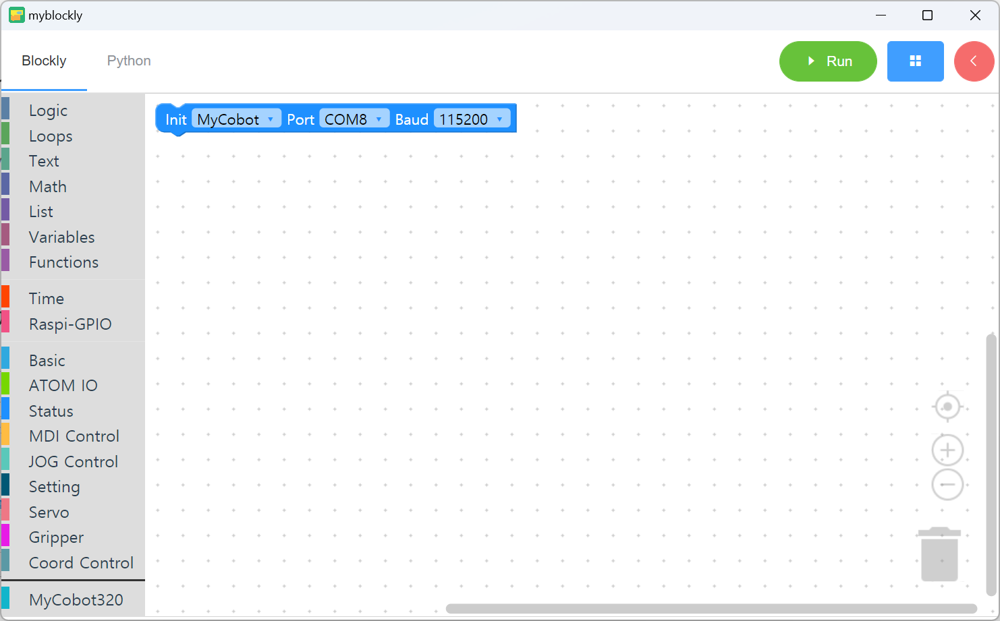 myblockly
Blockly Python Run
Logic
Loops
Text
Math
List
Variables
Functions
Time
Raspi-GPIO
Basic
ATOM IO
Status
MDI Control
JOG Control
Setting
Servo
Gripper
Coord Control
MyCobot320
Init MyCobot Port COM8 Baud 115200